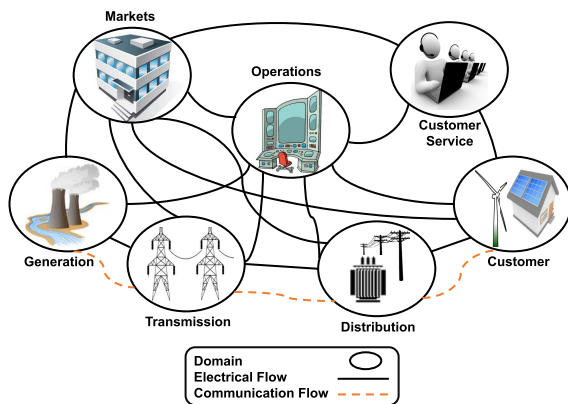 Markets
Operations
Customer
Service
Generation
Customer
Transmission
Distribution
Domain
Electrical Flow
Communication Flow